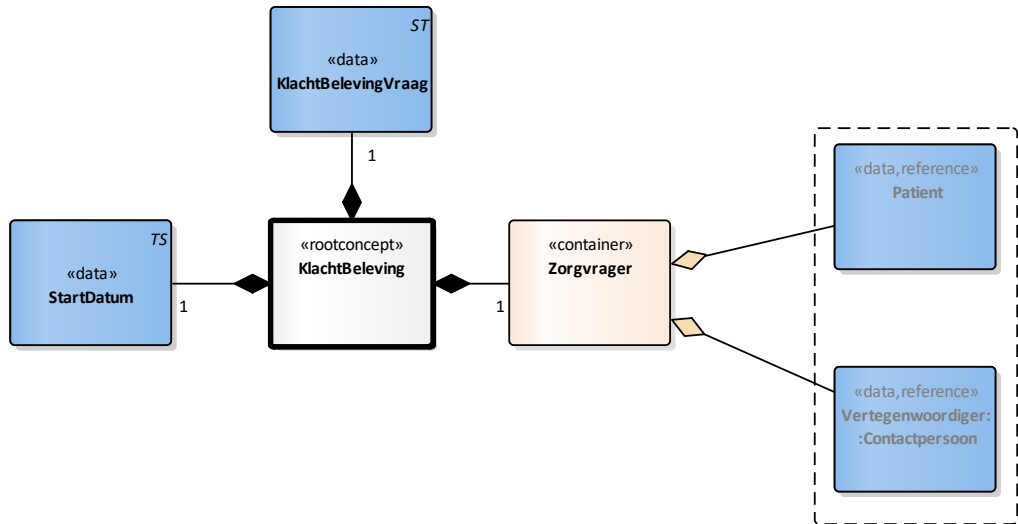 ST
«data»
KlachtBelevingVraag
1
TS
«data»
StartDatum
1
«rootconcept»
KlachtBeleving
1
«container»
Zorgvrager
«data,reference»
Patient
«data,reference»
Vertegenwoordiger:
:Contactpersoon